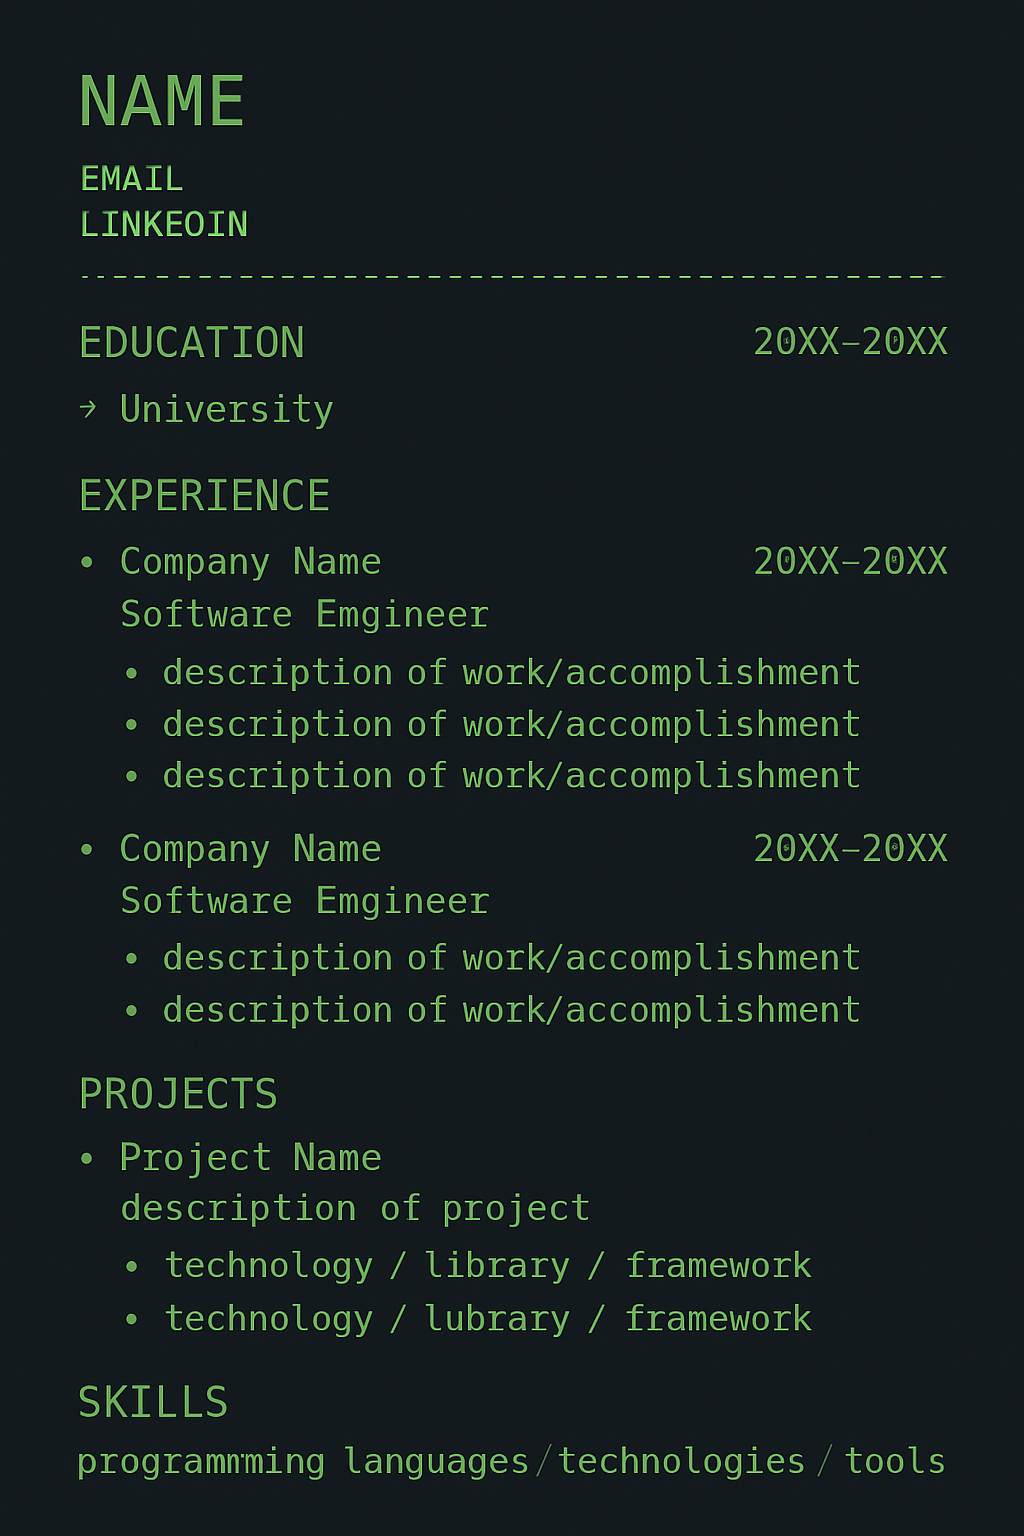 NAME
EMAIL
LINKEOIN
EDUCATION 20XX–20XX
→ University
EXPERIENCE
• Company Name 20XX–20XX
Software Emgineer
• description of work/accomplishment
• description of work/accomplishment
• description of work/accomplishment
• Company Name 20XX–20XX
Software Emgineer
• description of work/accomplishment
• description of work/accomplishment
PROJECTS
• Project Name
description of project
• technology / library / framework
• technology / lubrary / framework
SKILLS
programmming languages/technologies / tools